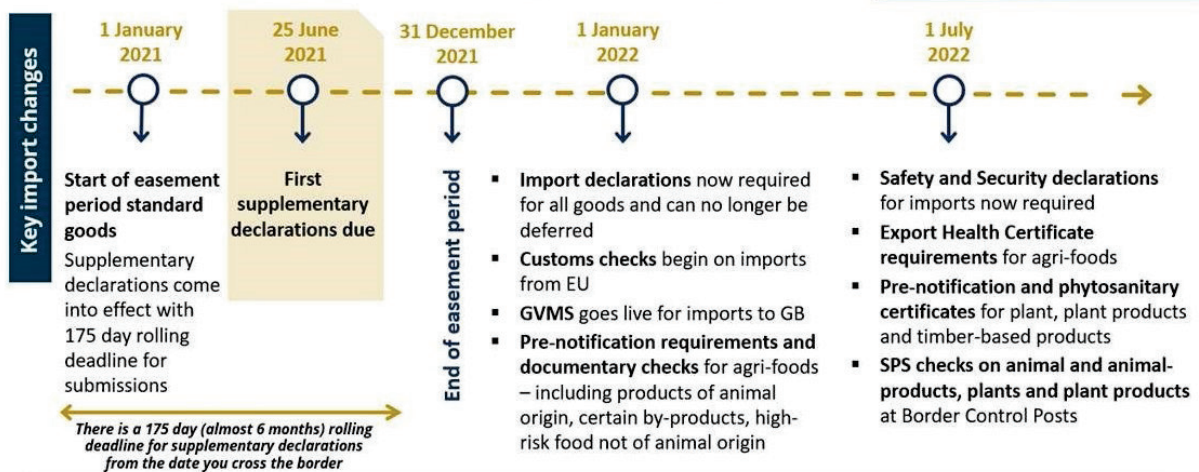 Key import changes
1 January
2021
25 June
2021
31 December
2021
1 January
2022
1 July
2022
Start of easement
period standard
goods
Supplementary
declarations come
into effect with
175 day rolling
deadline for
submissions
First
supplementary
declarations due
End of easement period
▪ Import declarations now required
for all goods and can no longer be
deferred
▪ Customs checks begin on imports
from EU
▪ GVMS goes live for imports to GB
▪ Pre-notification requirements and
documentary checks for agri-foods
– including products of animal
origin, certain by-products, high-
risk food not of animal origin
▪ Safety and Security declarations
for imports now required
▪ Export Health Certificate
requirements for agri-foods
▪ Pre-notification and phytosanitary
certificates for plant, plant products
and timber-based products
▪ SPS checks on animal and animal-
products, plants and plant products
at Border Control Posts
There is a 175 day (almost 6 months) rolling
deadline for supplementary declarations
from the date you cross the border